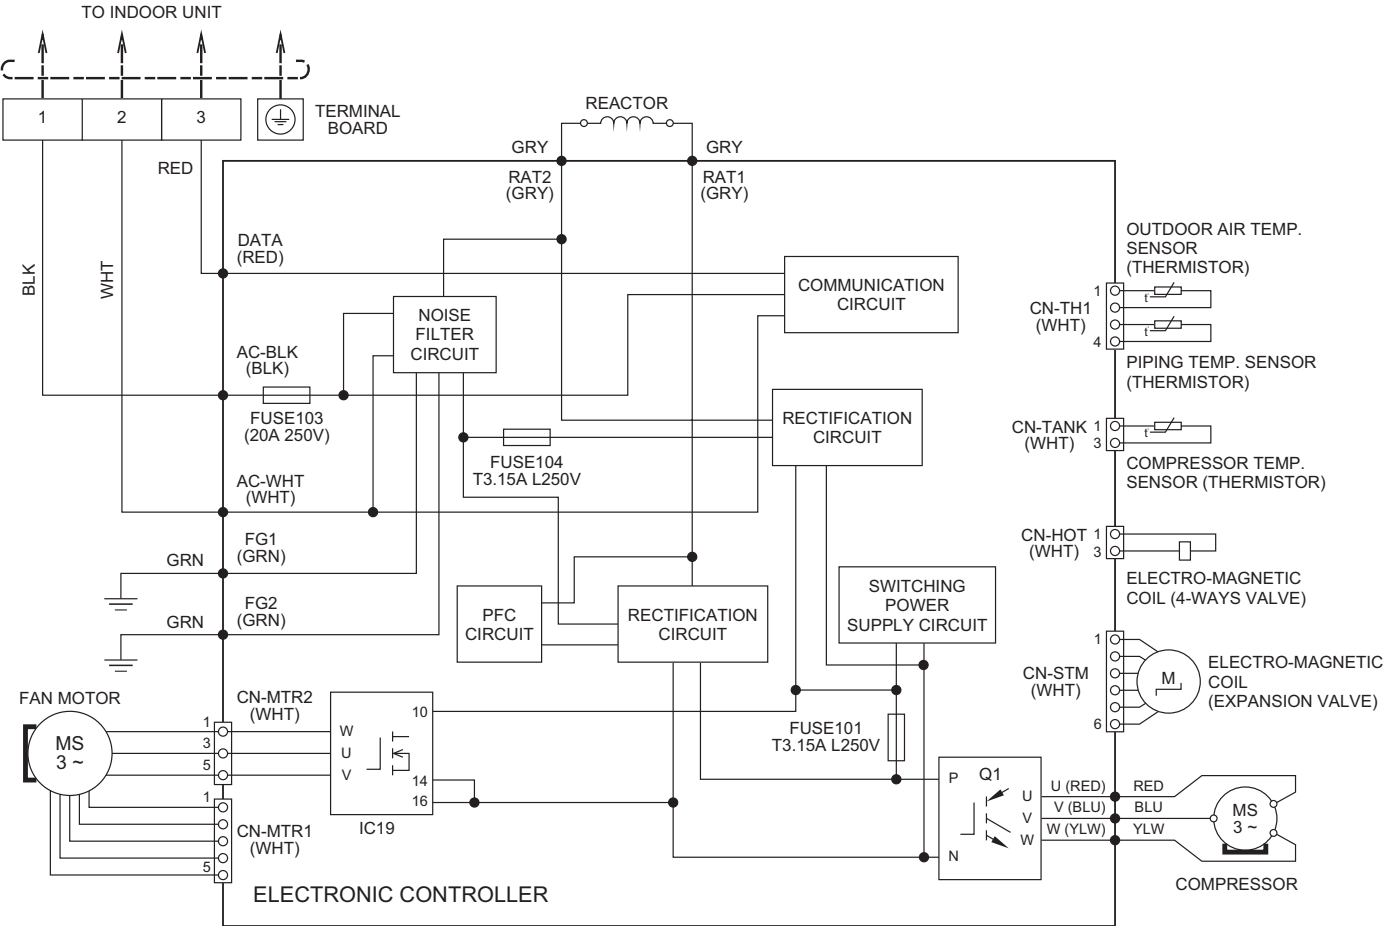 TO INDOOR UNIT
1
2
3
TERMINAL
BOARD
REACTOR
GRY
GRY
RED
RAT2
(GRY)
RAT1
(GRY)
BLK
WHT
DATA
(RED)
COMMUNICATION
CIRCUIT
NOISE
FILTER
CIRCUIT
AC-BLK
(BLK)
FUSE103
(20A 250V)
RECTIFICATION
CIRCUIT
FUSE104
T3.15A L250V
AC-WHT
(WHT)
FG1
(GRN)
GRN
FG2
(GRN)
GRN
PFC
CIRCUIT
RECTIFICATION
CIRCUIT
SWITCHING
POWER
SUPPLY CIRCUIT
OUTDOOR AIR TEMP.
SENSOR
(THERMISTOR)
CN-TH1
(WHT)
1
4
t°
t°
PIPING TEMP. SENSOR
(THERMISTOR)
CN-TANK
(WHT)
1
3
t°
COMPRESSOR TEMP.
SENSOR (THERMISTOR)
CN-HOT
(WHT)
1
3
ELECTRO-MAGNETIC
COIL (4-WAYS VALVE)
CN-STM
(WHT)
1
6
M
ELECTRO-MAGNETIC
COIL
(EXPANSION VALVE)
FAN MOTOR
MS
3 ~
CN-MTR2
(WHT)
1
3
5
W
U
V
10
14
16
IC19
CN-MTR1
(WHT)
1
5
FUSE101
T3.15A L250V
P
N
Q1
U
V
W
U (RED)
V (BLU)
W (YLW)
RED
BLU
YLW
MS
3 ~
COMPRESSOR
ELECTRONIC CONTROLLER